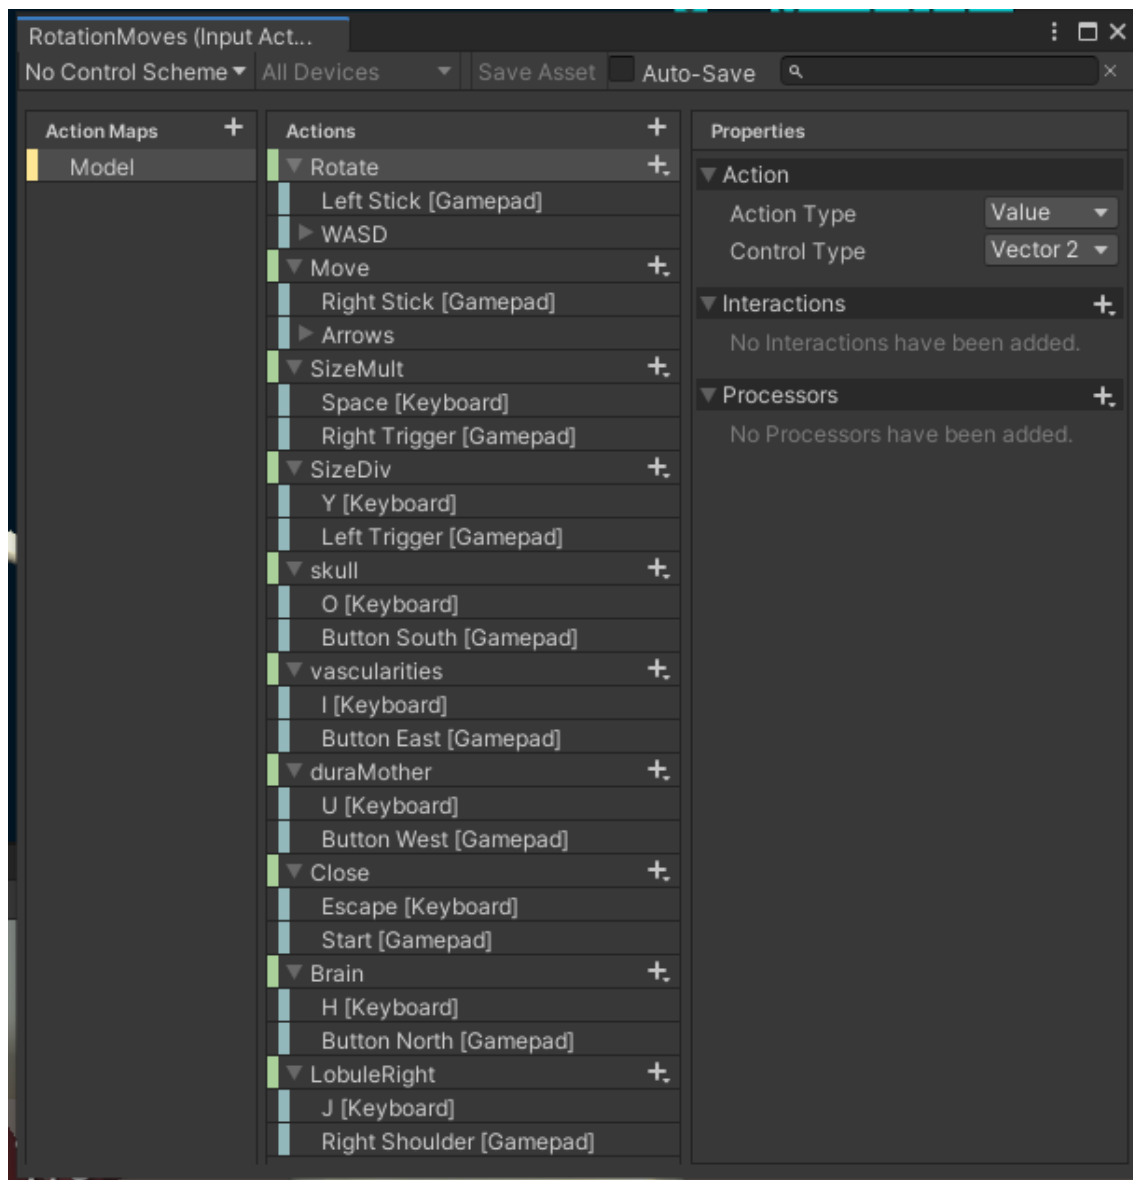 RotationMoves (Input Act...
No Control Scheme All Devices Save Asset Auto-Save
Action Maps
Model
Actions
Rotate
Left Stick [Gamepad]
WASD
Move
Right Stick [Gamepad]
Arrows
SizeMult
Space [Keyboard]
Right Trigger [Gamepad]
SizeDiv
Y [Keyboard]
Left Trigger [Gamepad]
skull
O [Keyboard]
Button South [Gamepad]
vascularities
I [Keyboard]
Button East [Gamepad]
duraMother
U [Keyboard]
Button West [Gamepad]
Close
Escape [Keyboard]
Start [Gamepad]
Brain
H [Keyboard]
Button North [Gamepad]
LobuleRight
J [Keyboard]
Right Shoulder [Gamepad]
Properties
Action
Action Type Value
Control Type Vector 2
Interactions
No Interactions have been added.
Processors
No Processors have been added.